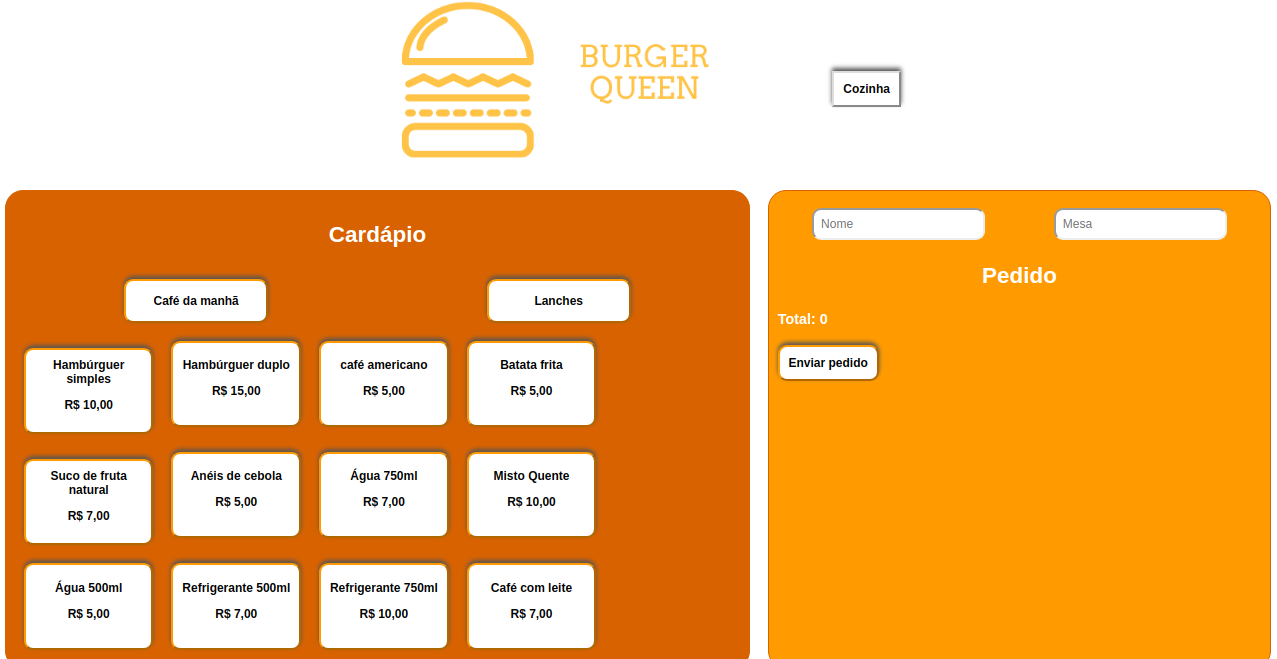 BURGER
QUEEN
Cozinha
Cardápio
Café da manhã
Lanches
Hambúrguer
simples
R$ 10,00
Hambúrguer duplo
R$ 15,00
café americano
R$ 5,00
Batata frita
R$ 5,00
Suco de fruta
natural
R$ 7,00
Anéis de cebola
R$ 5,00
Água 750ml
R$ 7,00
Misto Quente
R$ 10,00
Água 500ml
R$ 5,00
Refrigerante 500ml
R$ 7,00
Refrigerante 750ml
R$ 10,00
Café com leite
R$ 7,00
Nome
Mesa
Pedido
Total: 0
Enviar pedido